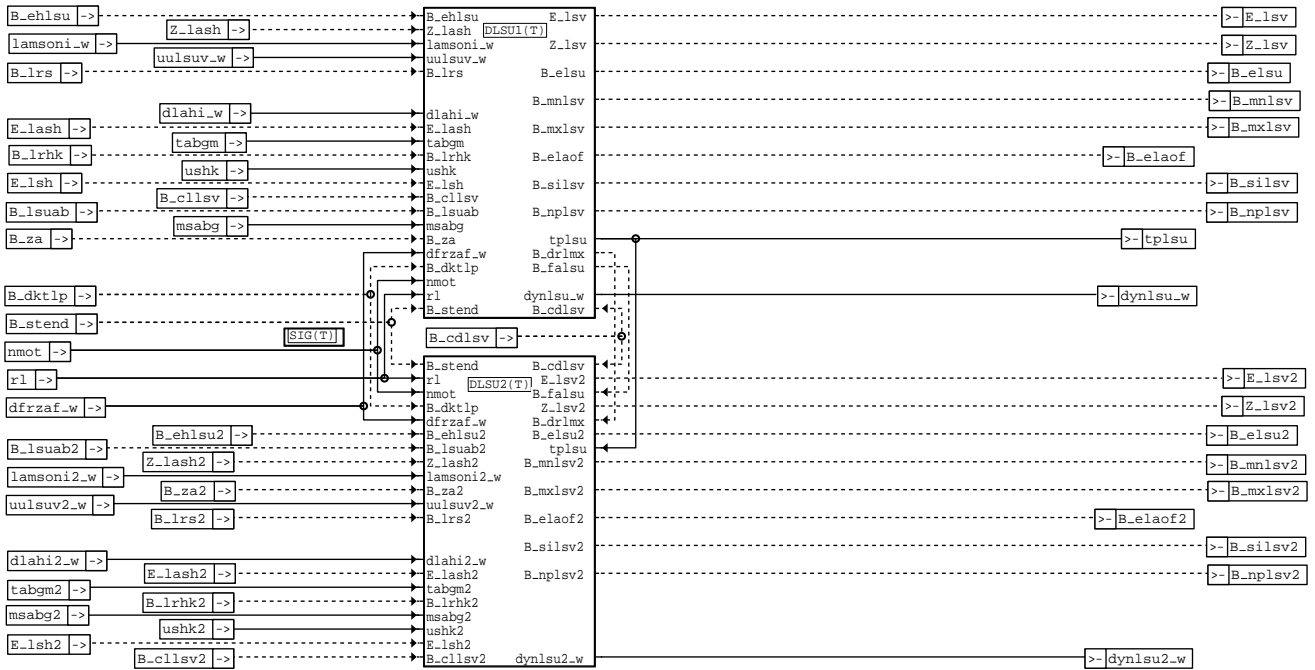 B_ehlsu ->
Z_lash ->
lamsoni_w ->
uulsuv_w ->
B_lrs ->
dlahi_w ->
E_lash ->
tabgm ->
B_lrhk ->
ushk ->
E_lsh ->
B_cllsv ->
B_lsuab ->
msabg ->
B_za ->
B_dktlp ->
B_stend ->
nmot ->
rl ->
dfrzaf_w ->
SIG(T)
B_cdlsv ->
B_ehlsu E_lsv
Z_lash DLSU1(T)
lamsoni_w Z_lsv
uulsuv_w
B_lrs B_elsu
B_mnlsv
dlahi_w
E_lash B_mxlsv
tabgm
B_lrhk B_elaof
ushk
E_lsh B_silsv
B_cllsv
B_lsuab B_nplsv
msabg
B_za tplsu
dfrzaf_w B_drlmx
B_dktlp B_falsu
nmot
rl dynlsu_w
B_stend B_cdlsv
>- E_lsv
>- Z_lsv
>- B_elsu
>- B_mnlsv
>- B_mxlsv
>- B_elaof
>- B_silsv
>- B_nplsv
>- tplsu
>- dynlsu_w
B_ehlsu2 ->
B_lsuab2 ->
Z_lash2 ->
lamsoni2_w ->
B_za2 ->
uulsuv2_w ->
B_lrs2 ->
dlahi2_w ->
E_lash2 ->
tabgm2 ->
B_lrhk2 ->
msabg2 ->
ushk2 ->
E_lsh2 ->
B_cllsv2 ->
B_stend B_cdlsv
rl DLSU2(T) E_lsv2
nmot B_falsu
B_dktlp Z_lsv2
dfrzaf_w B_drlmx
B_ehlsu2 B_elsu2
B_lsuab2 tplsu
Z_lash2 B_mnlsv2
lamsoni2_w
B_za2 B_mxlsv2
uulsuv2_w
B_lrs2 B_elaof2
B_silsv2
dlahi2_w
E_lash2 B_nplsv2
tabgm2
B_lrhk2
msabg2
ushk2
E_lsh2
B_cllsv2 dynlsu2_w
>- E_lsv2
>- Z_lsv2
>- B_elsu2
>- B_mnlsv2
>- B_mxlsv2
>- B_elaof2
>- B_silsv2
>- B_nplsv2
>- dynlsu2_w